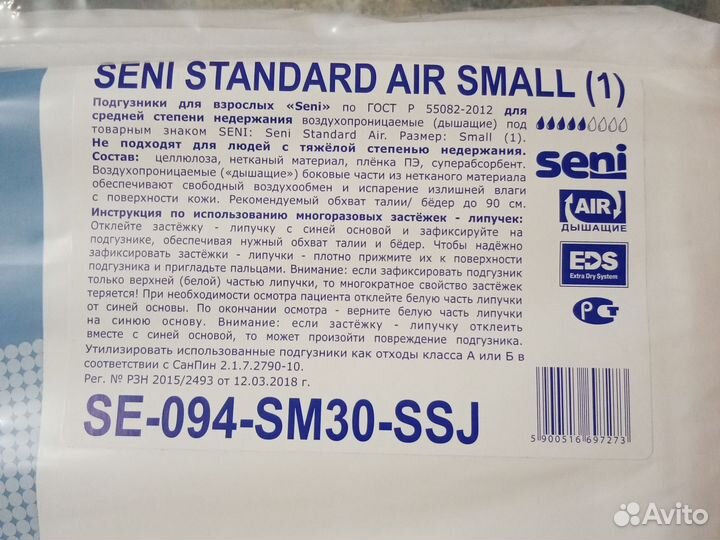 SENI STANDARD AIR SMALL (1)
Подгузники для взрослых «Seni» по ГОСТ Р 55082-2012 для
средней степени недержания воздухопроницаемые (дышащие) под
товарным знаком SENI: Seni Standard Air. Размер: Small (1).
Не подходят для людей с тяжёлой степенью недержания.
Состав: целлюлоза, нетканый материал, плёнка ПЭ, суперабсорбент.
Воздухопроницаемые («дышащие») боковые части из нетканого материала
обеспечивают свободный воздухообмен и испарение излишней влаги
с поверхности кожи. Рекомендуемый обхват талии/ бёдер до 90 см.
Инструкция по использованию многоразовых застёжек - липучек:
Отклейте застёжку - липучку с синей основой и зафиксируйте на
подгузнике, обеспечивая нужный обхват талии и бёдер. Чтобы надёжно
зафиксировать застёжки - липучки - плотно прижмите их к поверхности
подгузника и пригладьте пальцами. Внимание: если зафиксировать подгузник
только верхней (белой) частью липучки, то многократное свойство застёжек
теряется! При необходимости осмотра пациента отклейте белую часть липучки
от синей основы. По окончании осмотра - верните белую часть липучки
на синюю основу. Внимание: если застёжку - липучку отклеить
вместе с синей основой, то может произойти повреждение подгузника.
Утилизировать использованные подгузники как отходы класса А или Б в
соответствии с СанПин 2.1.7.2790-10.
Рег. № РЗН 2015/2493 от 12.03.2018 г.
SE-094-SM30-SSJ
seni
AIR
ДЫШАЩИЕ
EDS
Extra Dry System
РСТ
5900516697273
Avito